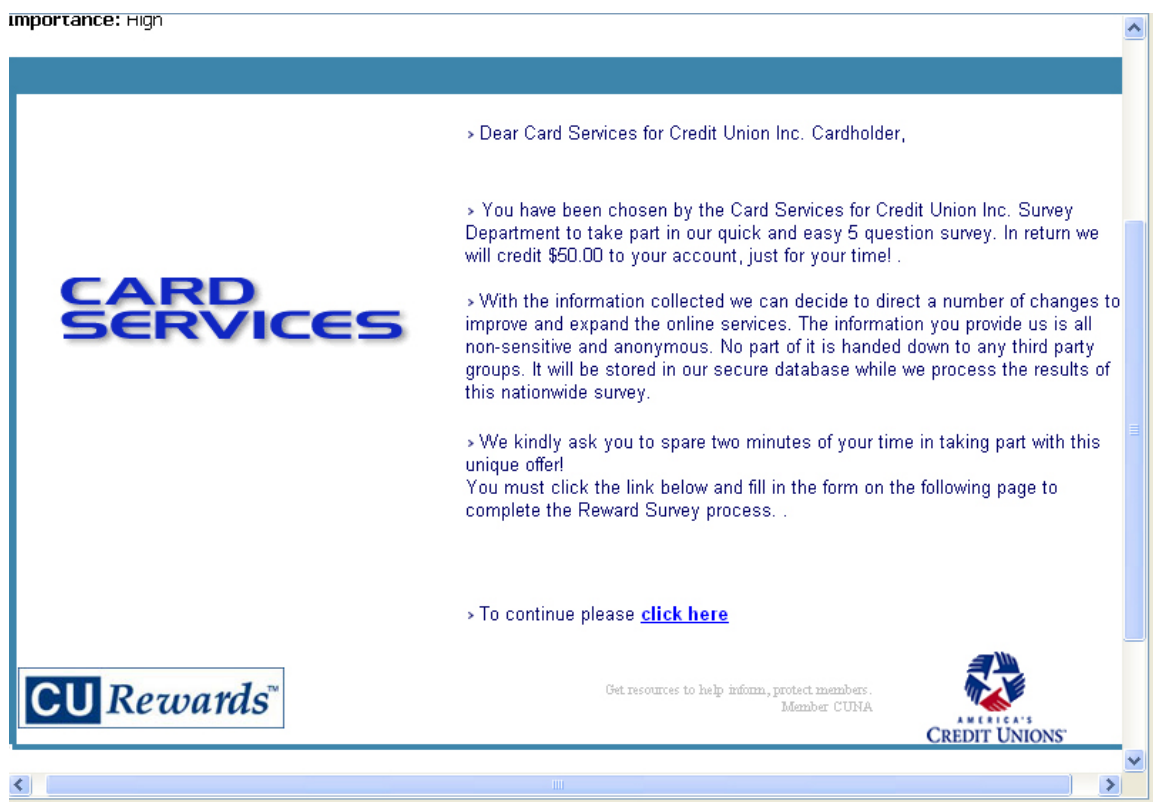 Importance: High
> Dear Card Services for Credit Union Inc. Cardholder,
> You have been chosen by the Card Services for Credit Union Inc. Survey
Department to take part in our quick and easy 5 question survey. In return we
will credit $50.00 to your account, just for your time! .
CARD
SERVICES
> With the information collected we can decide to direct a number of changes to
improve and expand the online services. The information you provide us is all
non-sensitive and anonymous. No part of it is handed down to any third party
groups. It will be stored in our secure database while we process the results of
this nationwide survey.
> We kindly ask you to spare two minutes of your time in taking part with this
unique offer!
You must click the link below and fill in the form on the following page to
complete the Reward Survey process. .
> To continue please click here
CU Rewards™
Get resources to help inform, protect members.
Member CUNA
AMERICA'S
CREDIT UNIONS